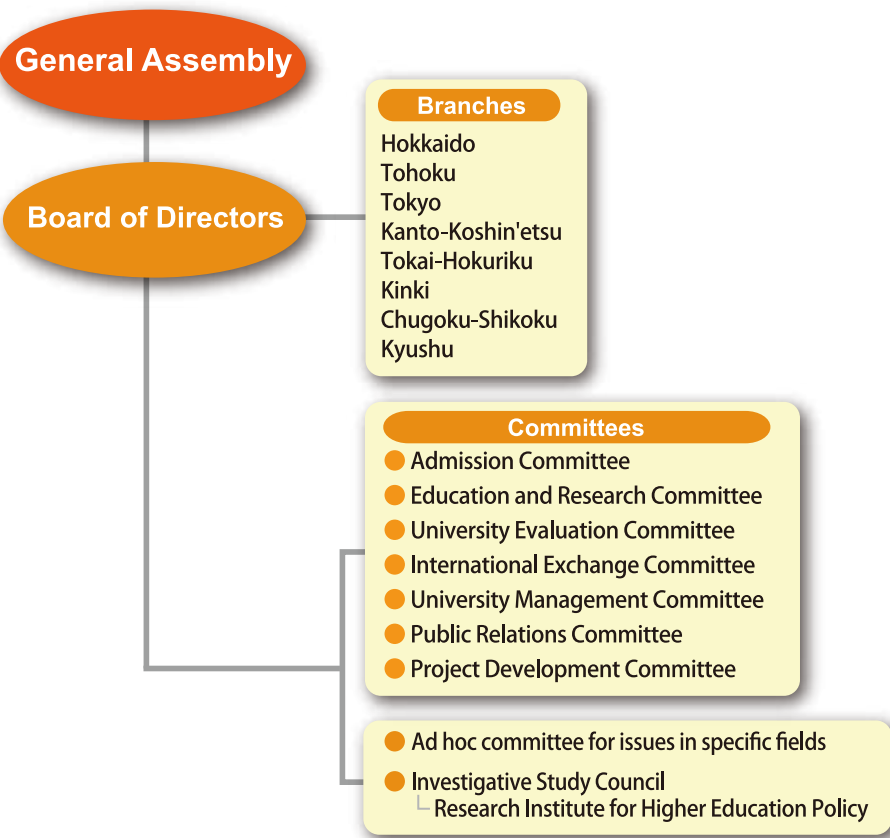 General Assembly
Board of Directors
Branches
Hokkaido
Tohoku
Tokyo
Kanto-Koshin'etsu
Tokai-Hokuriku
Kinki
Chugoku-Shikoku
Kyushu
Committees
Admission Committee
Education and Research Committee
University Evaluation Committee
International Exchange Committee
University Management Committee
Public Relations Committee
Project Development Committee
Ad hoc committee for issues in specific fields
Investigative Study Council
Research Institute for Higher Education Policy